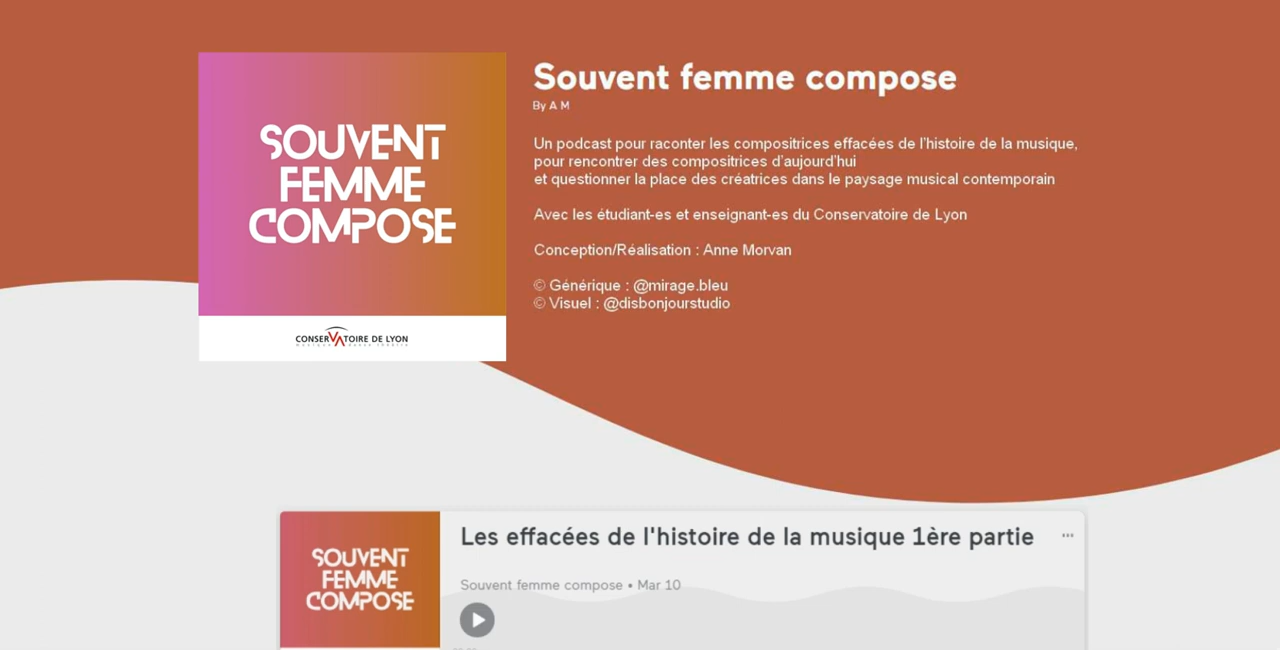 SOUVENT
FEMME
COMPOSE
CONSERVATOIRE DE LYON
Souvent femme compose
By A M
Un podcast pour raconter les compositrices effacées de l'histoire de la musique,
pour rencontrer des compositrices d'aujourd'hui
et questionner la place des créatrices dans le paysage musical contemporain
Avec les étudiant-es et enseignant-es du Conservatoire de Lyon
Conception/Réalisation : Anne Morvan
© Générique : @mirage.bleu
© Visuel : @disbonjourstudio
SOUVENT
FEMME
COMPOSE
Les effacées de l'histoire de la musique 1ère partie
...
Souvent femme compose • Mar 10